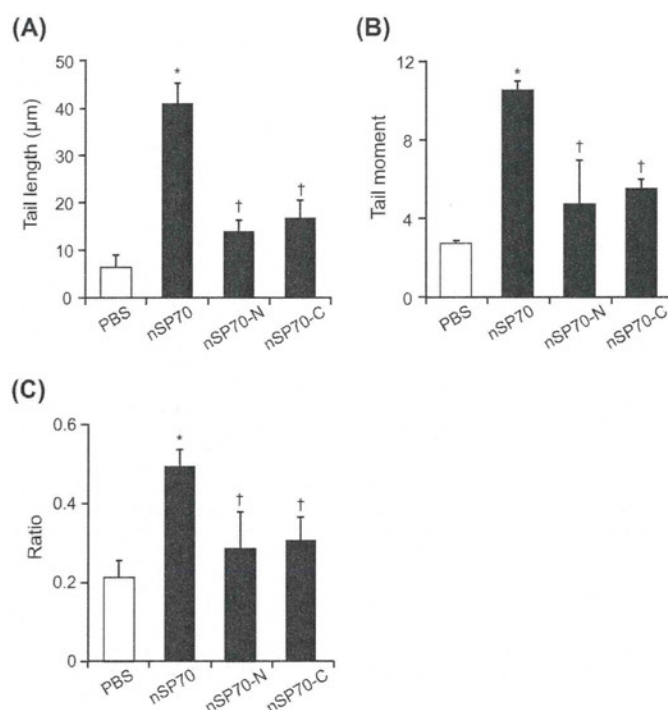 (A)
Tail length (µm)
50
40
30
20
10
0
*
†
†
PBS
nSP70
nSP70-N
nSP70-C
(B)
Tail moment
12
8
4
0
*
†
†
PBS
nSP70
nSP70-N
nSP70-C
(C)
Ratio
0.6
0.4
0.2
0
*
†
†
PBS
nSP70
nSP70-N
nSP70-C